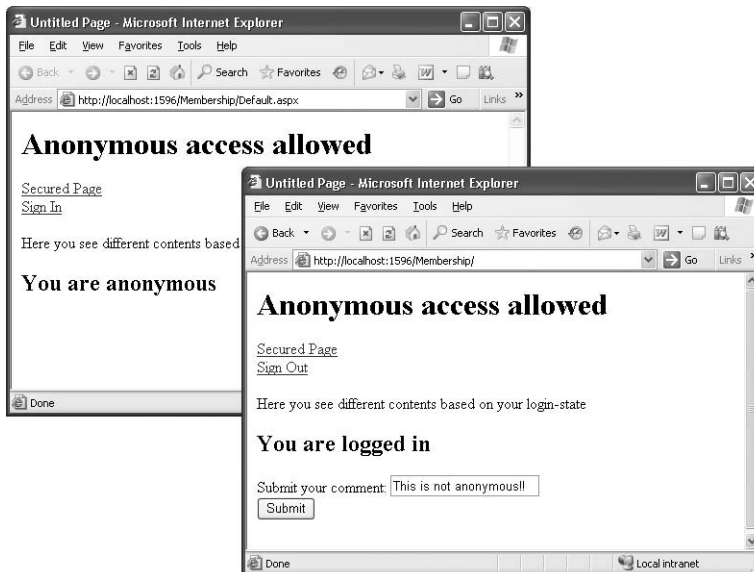 Untitled Page - Microsoft Internet Explorer
File Edit View Favorites Tools Help
Back Search Favorites
Address http://localhost:1596/Membership/Default.aspx Go Links »
Anonymous access allowed
Secured Page
Sign In
Here you see different contents based
You are anonymous
Done
Untitled Page - Microsoft Internet Explorer
File Edit View Favorites Tools Help
Back Search Favorites
Address http://localhost:1596/Membership/ Go Links »
Anonymous access allowed
Secured Page
Sign Out
Here you see different contents based on your login-state
You are logged in
Submit your comment: This is not anonymous!!
Submit
Done Local intranet